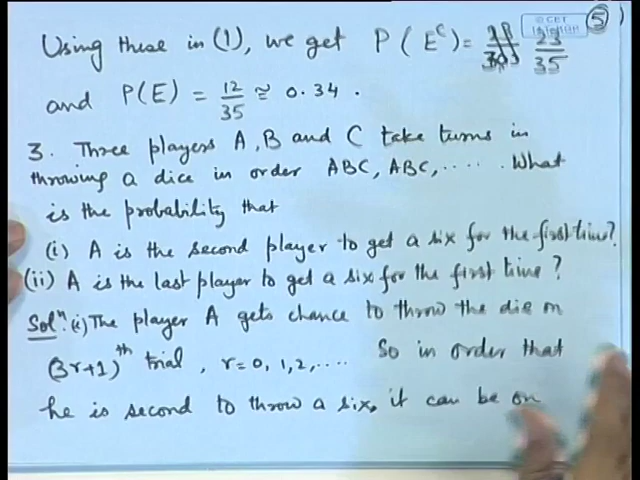 © CET
5
Using these in (1), we get P(E^c) = 23/35
and P(E) = 12/35 ≅ 0.34 .
3. Three players A, B and C take turns in
throwing a dice in order ABC, ABC, ..... . What
is the probability that
(i) A is the second player to get a six for the first time?
(ii) A is the last player to get a six for the first time ?
Solⁿ: (i) The player A gets chance to throw the die on
(3r+1)^th trial , r = 0, 1, 2, .... So in order that
he is second to throw a six, it can be on